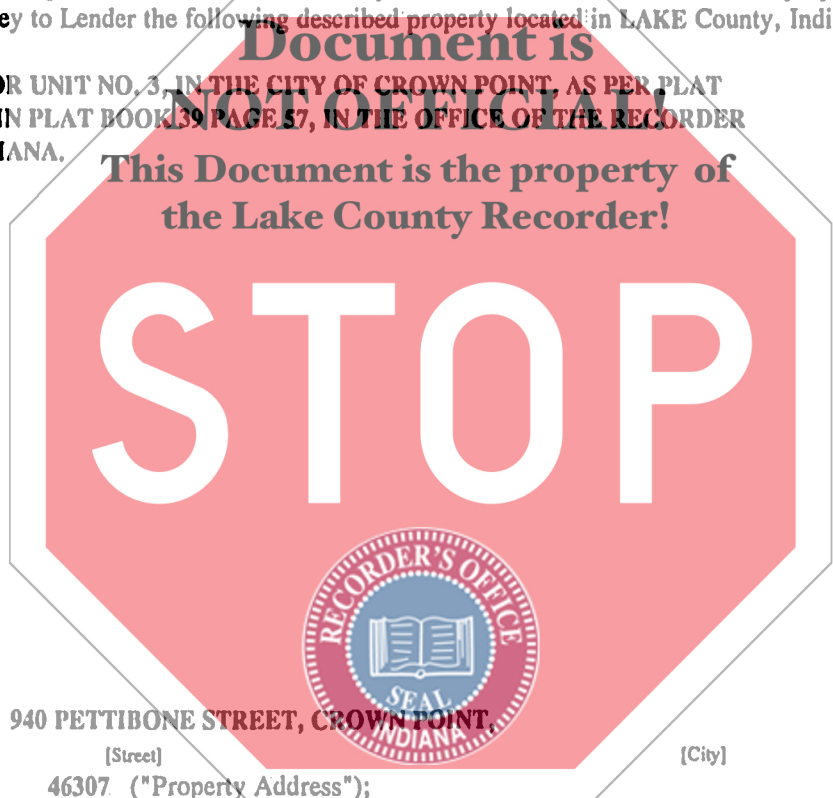 ey to Lender the following described property located in LAKE County, Indi
Document is
OR UNIT NO. 3, IN THE CITY OF CROWN POINT, AS PER PLAT
NOT OFFICIAL!
IN PLAT BOOK 39 PAGE 57, IN THE OFFICE OF THE RECORDER
IANA.
This Document is the property of
the Lake County Recorder!
STOP
RECORDER'S OFFICE
SEAL
INDIANA
940 PETTIBONE STREET, CROWN POINT,
[Street] [City]
46307 ("Property Address");